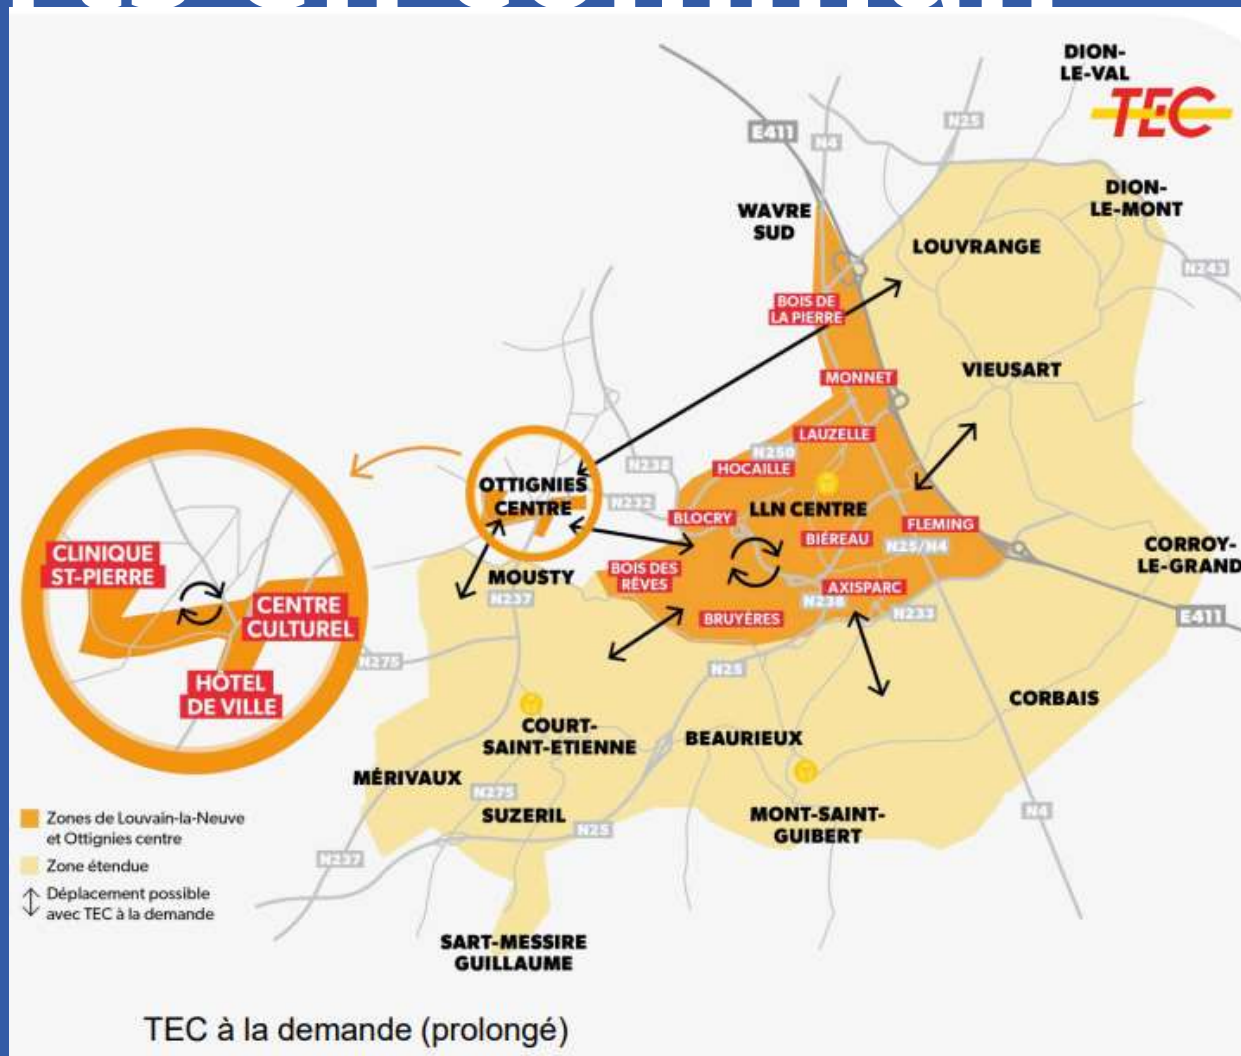 DION-
LE-VAL
TEC
N25
E411
N4
DION-
LE-MONT
WAVRE
SUD
LOUVRANGE
N243
BOIS DE
LA PIERRE
MONNET
VIEUSART
LAUZELLE
N250
HOCAILLE
N238
OTTIGNIES
CENTRE
N232
LLN CENTRE
BLOCRY
FLEMING
BIÉREAU
N25/N4
CLINIQUE
ST-PIERRE
CORROY-
LE-GRAND
MOUSTY
BOIS DES
RÊVES
AXISPARC
N237
N238
N233
CENTRE
CULTUREL
BRUYÈRES
E411
N275
N25
HÔTEL
DE VILLE
CORBAIS
COURT-
SAINT-ETIENNE
BEAURIEUX
MÉRIVAUX
N275
SUZERIL
N25
MONT-SAINT-
GUIBERT
N4
Zones de Louvain-la-Neuve
et Ottignies centre
N237
Zone étendue
Déplacement possible
avec TEC à la demande
SART-MESSIRE
GUILLAUME
TEC à la demande (prolongé)